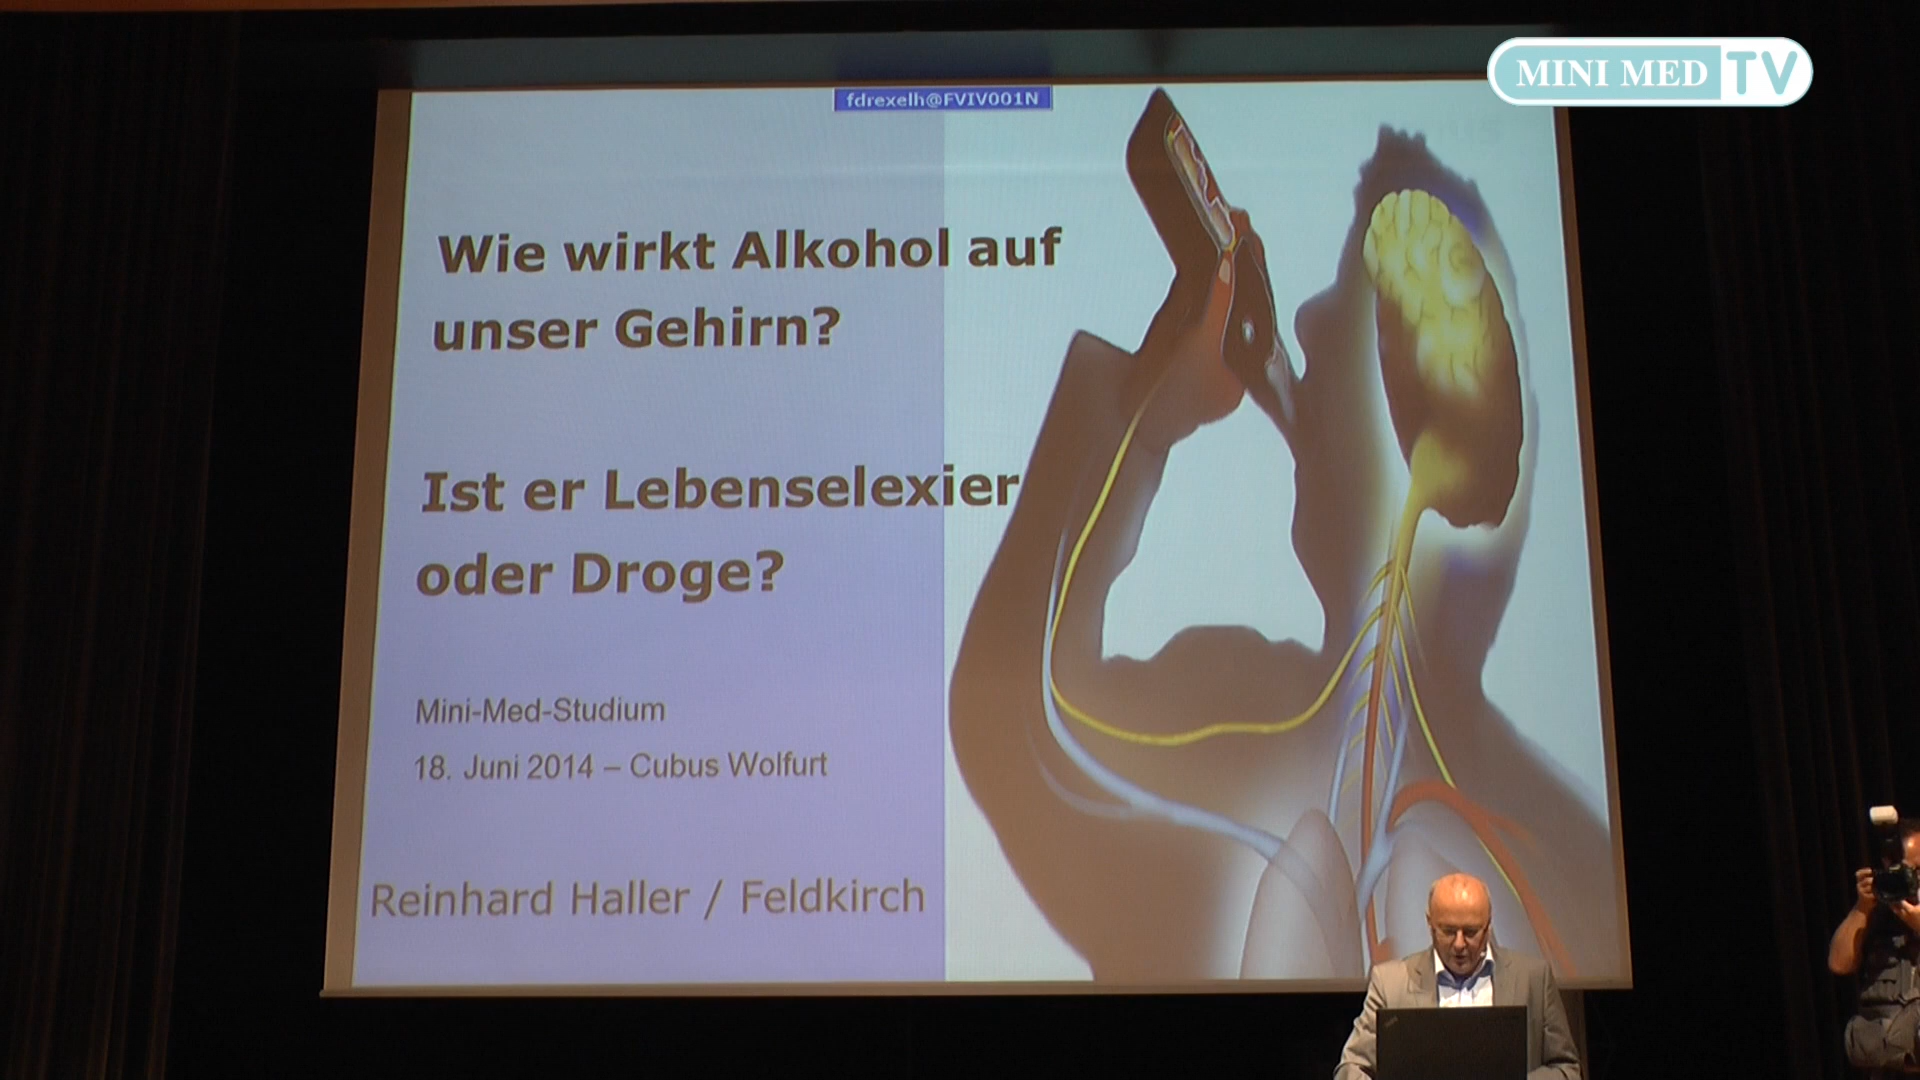 MINI MED TV
fdrexelh@FVIV001N
Wie wirkt Alkohol auf
unser Gehirn?
Ist er Lebenselexier
oder Droge?
Mini-Med-Studium
18. Juni 2014 – Cubus Wolfurt
Reinhard Haller / Feldkirch